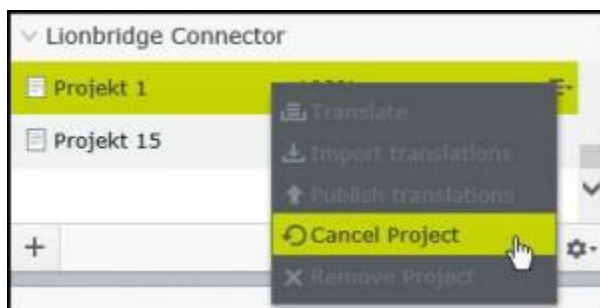 Lionbridge Connector
Projekt 1
Translate
Projekt 15
Import translations
Publish translations
Cancel Project
Remove Project